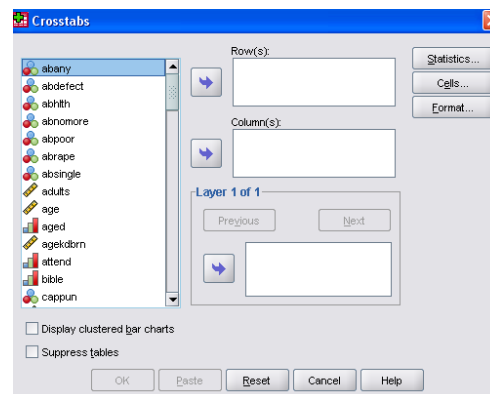 Crosstabs
abany
abdefect
abhlth
abnomore
abpoor
abrape
absingle
adults
age
aged
agekdbrn
attend
bible
cappun
Row(s):
Column(s):
Layer 1 of 1
Previous Next
Statistics...
Cells...
Format...
Display clustered bar charts
Suppress tables
OK Paste Reset Cancel Help